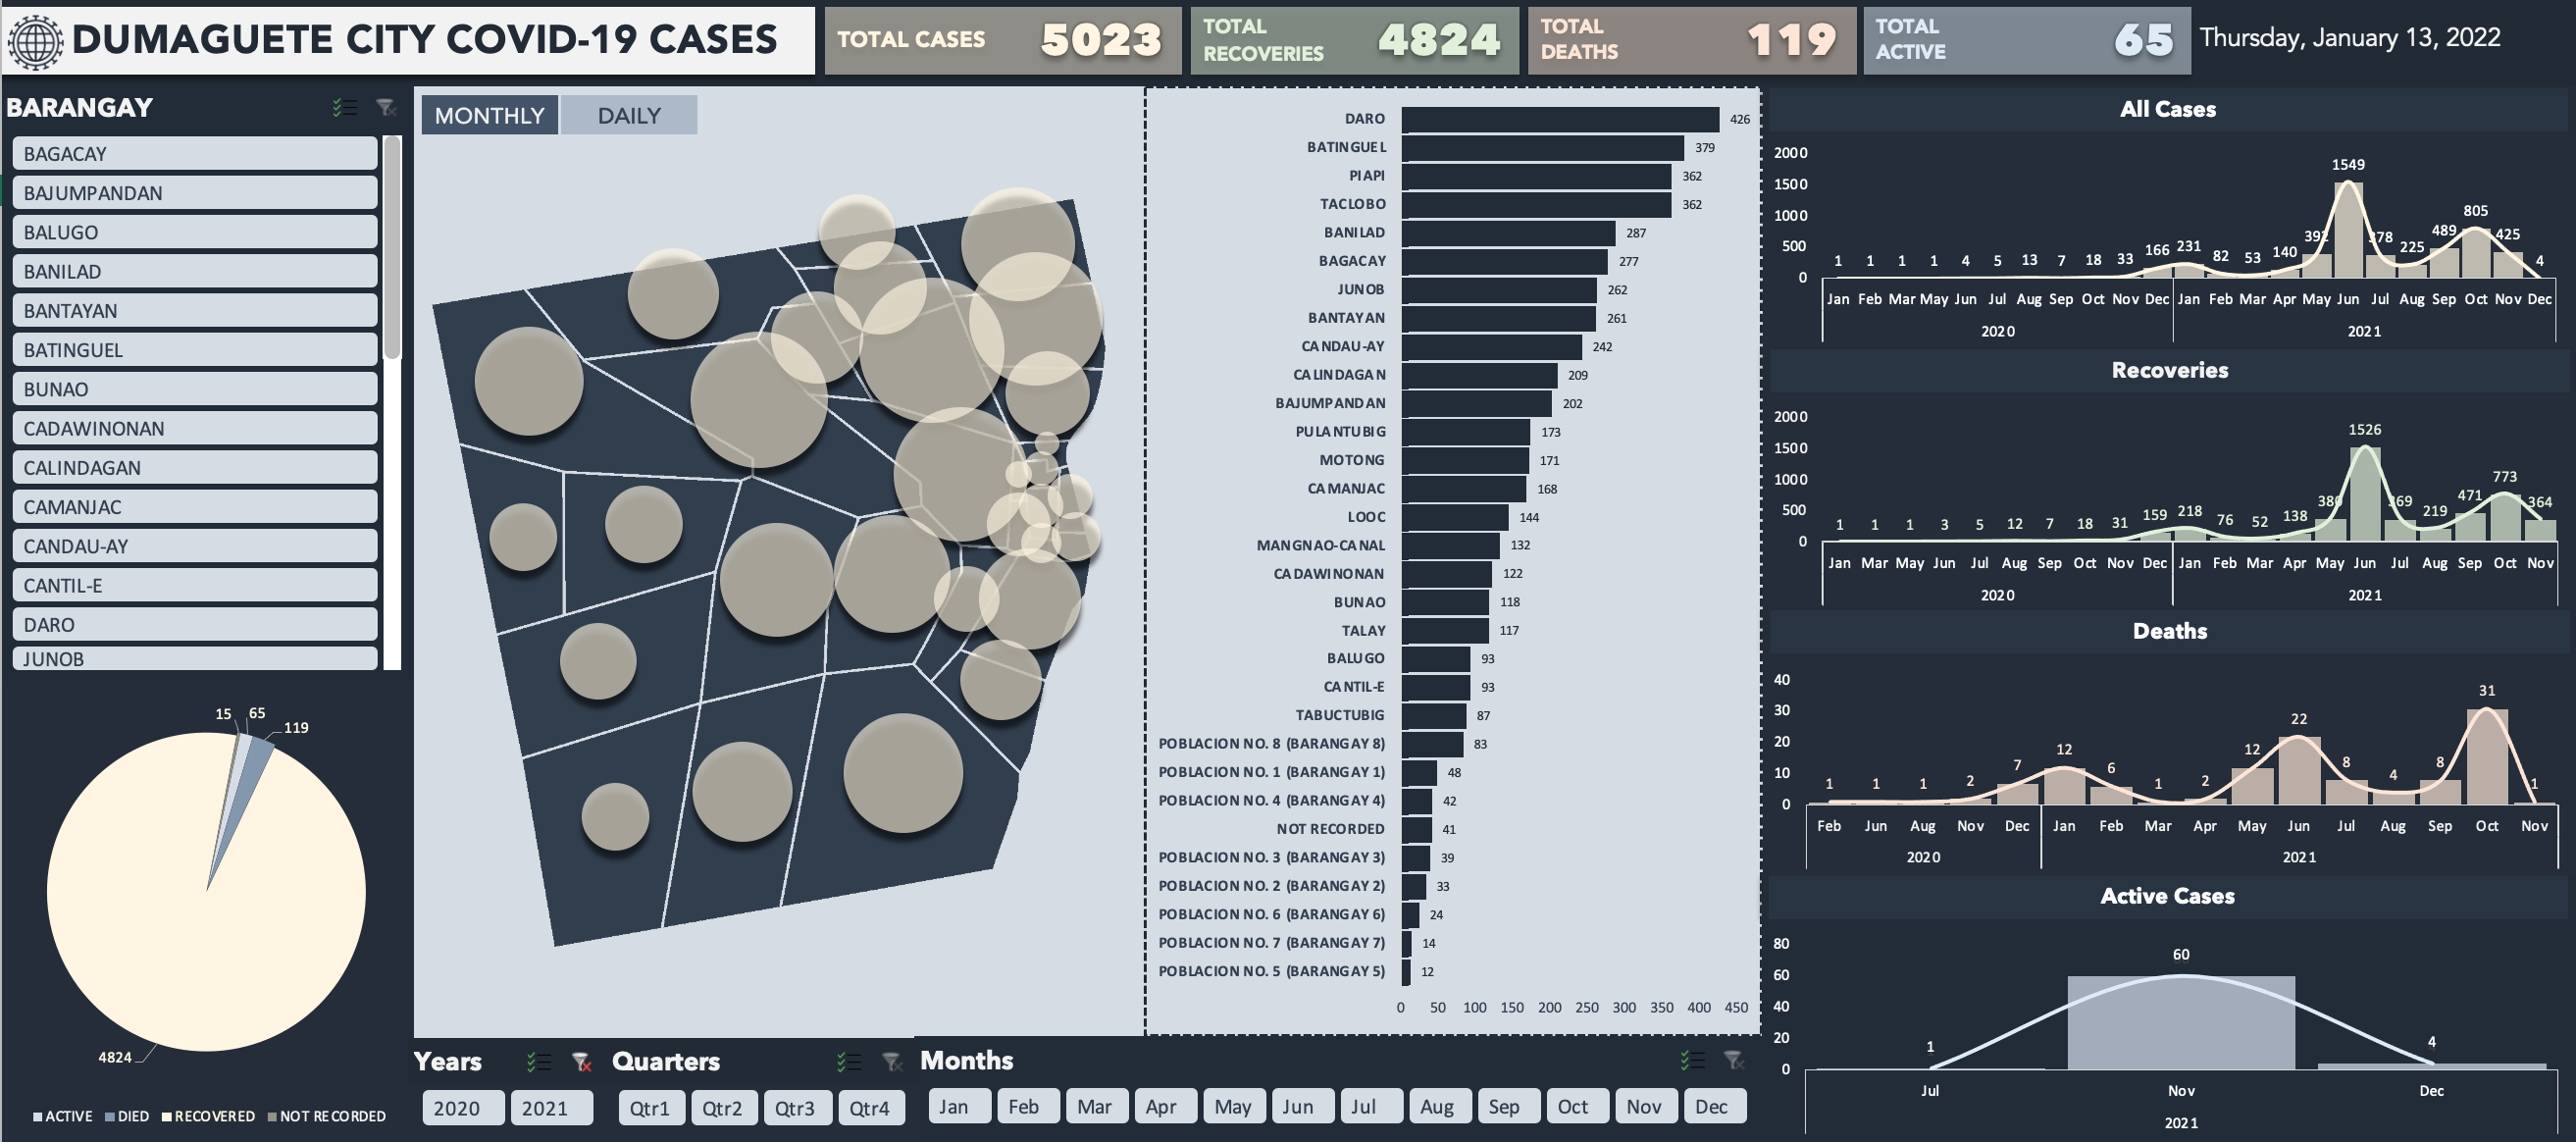 DUMAGUETE CITY COVID-19 CASES
TOTAL CASES 5023
TOTAL RECOVERIES 4824
TOTAL DEATHS 119
TOTAL ACTIVE 65
Thursday, January 13, 2022
BARANGAY
BAGACAY
BAJUMPANDAN
BALUGO
BANILAD
BANTAYAN
BATINGUEL
BUNAO
CADAWINONAN
CALINDAGAN
CAMANJAC
CANDAU-AY
CANTIL-E
DARO
JUNOB
15 65 119
4824
ACTIVE DIED RECOVERED NOT RECORDED
MONTHLY DAILY
DARO 426
BATINGUEL 379
PIAPI 362
TACLOBO 362
BANILAD 287
BAGACAY 277
JUNOB 262
BANTAYAN 261
CANDAU-AY 242
CALINDAGAN 209
BAJUMPANDAN 202
PULANTUBIG 173
MOTONG 171
CAMANJAC 168
LOOC 144
MANGNAO-CANAL 132
CADAWINONAN 122
BUNAO 118
TALAY 117
BALUGO 93
CANTIL-E 93
TABUCTUBIG 87
POBLACION NO. 8 (BARANGAY 8) 83
POBLACION NO. 1 (BARANGAY 1) 48
POBLACION NO. 4 (BARANGAY 4) 42
NOT RECORDED 41
POBLACION NO. 3 (BARANGAY 3) 39
POBLACION NO. 2 (BARANGAY 2) 33
POBLACION NO. 6 (BARANGAY 6) 24
POBLACION NO. 7 (BARANGAY 7) 14
POBLACION NO. 5 (BARANGAY 5) 12
0 50 100 150 200 250 300 350 400 450
Years
2020 2021
Quarters
Qtr1 Qtr2 Qtr3 Qtr4
Months
Jan Feb Mar Apr May Jun Jul Aug Sep Oct Nov Dec
All Cases
2000
1500
1000
500
0
1 1 1 1 4 5 13 7 18 33 166 231 82 53 140 392 1549 378 225 489 805 425 4
Jan Feb Mar May Jun Jul Aug Sep Oct Nov Dec Jan Feb Mar Apr May Jun Jul Aug Sep Oct Nov Dec
2020 2021
Recoveries
2000
1500
1000
500
0
1 1 1 3 5 12 7 18 31 159 218 76 52 138 386 1526 369 219 471 773 364
Jan Mar May Jun Jul Aug Sep Oct Nov Dec Jan Feb Mar Apr May Jun Jul Aug Sep Oct Nov
2020 2021
Deaths
40
30
20
10
0
1 1 1 2 7 12 6 1 2 12 22 8 4 8 31 1
Feb Jun Aug Nov Dec Jan Feb Mar Apr May Jun Jul Aug Sep Oct Nov
2020 2021
Active Cases
80
60
40
20
0
1 60 4
Jul Nov Dec
2021